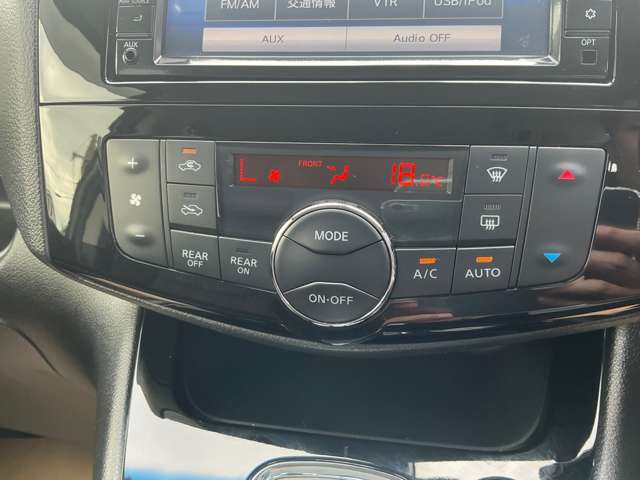 FM/AM 交通情報 VTR USB/iPod
AUX Audio OFF
AUX
OPT
FRONT
L 18.0℃
MODE
REAR OFF
REAR ON
ON·OFF
A/C
AUTO